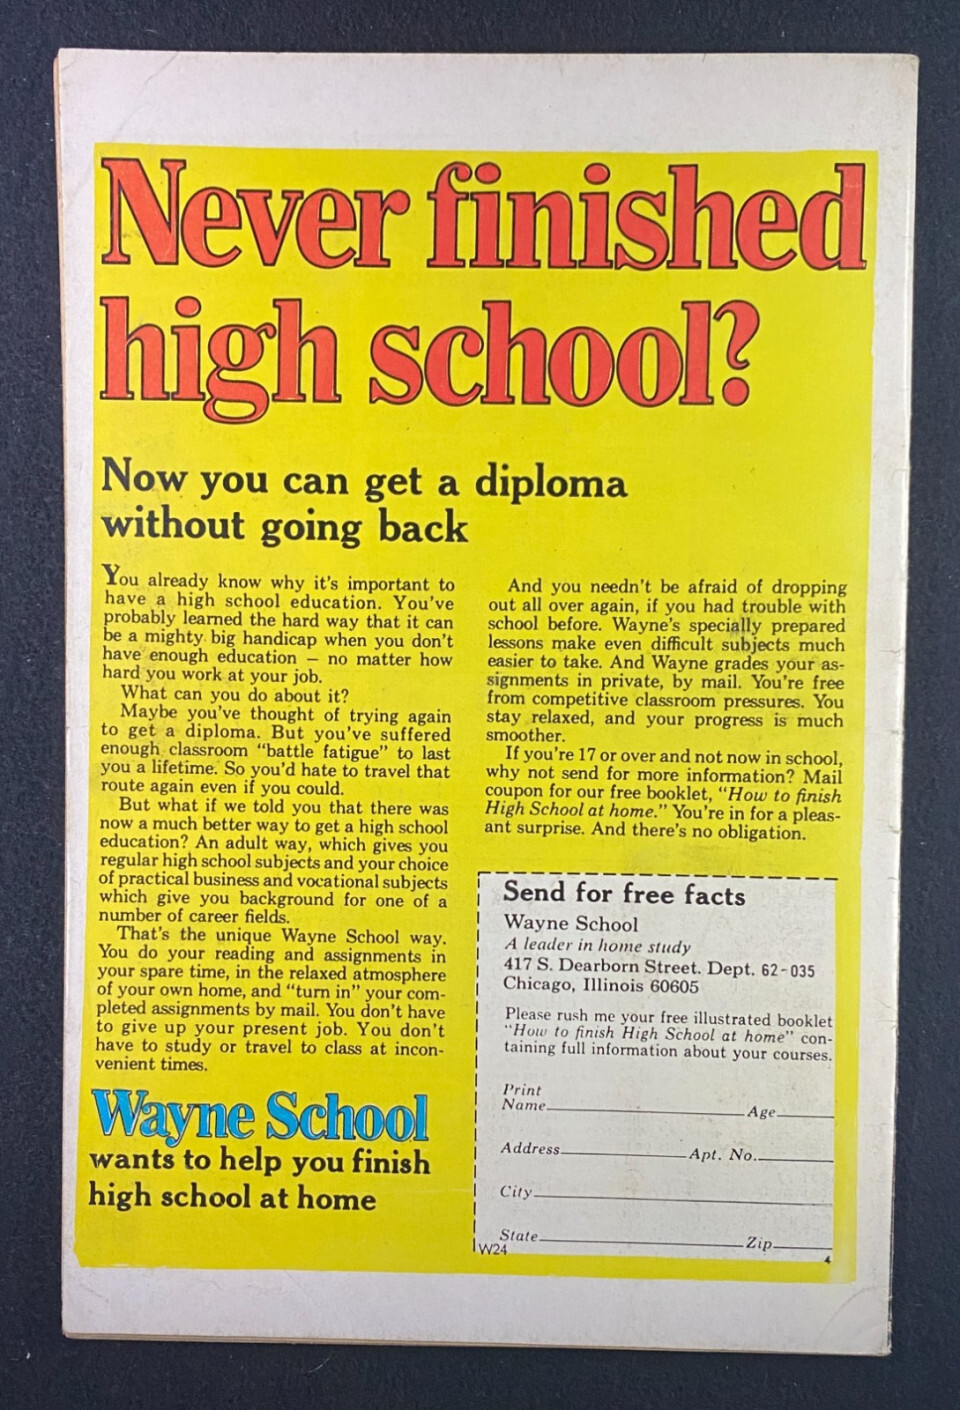 Never finished
high school?
Now you can get a diploma
without going back
You already know why it's important to
have a high school education. You've
probably learned the hard way that it can
be a mighty big handicap when you don't
have enough education – no matter how
hard you work at your job.
What can you do about it?
Maybe you've thought of trying again
to get a diploma. But you've suffered
enough classroom "battle fatigue" to last
you a lifetime. So you'd hate to travel that
route again even if you could.
But what if we told you that there was
now a much better way to get a high school
education? An adult way, which gives you
regular high school subjects and your choice
of practical business and vocational subjects
which give you background for one of a
number of career fields.
That's the unique Wayne School way.
You do your reading and assignments in
your spare time, in the relaxed atmosphere
of your own home, and "turn in" your com-
pleted assignments by mail. You don't have
to give up your present job. You don't
have to study or travel to class at incon-
venient times.
Wayne School
wants to help you finish
high school at home
And you needn't be afraid of dropping
out all over again, if you had trouble with
school before. Wayne's specially prepared
lessons make even difficult subjects much
easier to take. And Wayne grades your as-
signments in private, by mail. You're free
from competitive classroom pressures. You
stay relaxed, and your progress is much
smoother.
If you're 17 or over and not now in school,
why not send for more information? Mail
coupon for our free booklet, "How to finish
High School at home." You're in for a pleas-
ant surprise. And there's no obligation.
Send for free facts
Wayne School
A leader in home study
417 S. Dearborn Street. Dept. 62-035
Chicago, Illinois 60605
Please rush me your free illustrated booklet
"How to finish High School at home" con-
taining full information about your courses.
Print
Name Age
Address Apt. No.
City
State Zip
W24 4